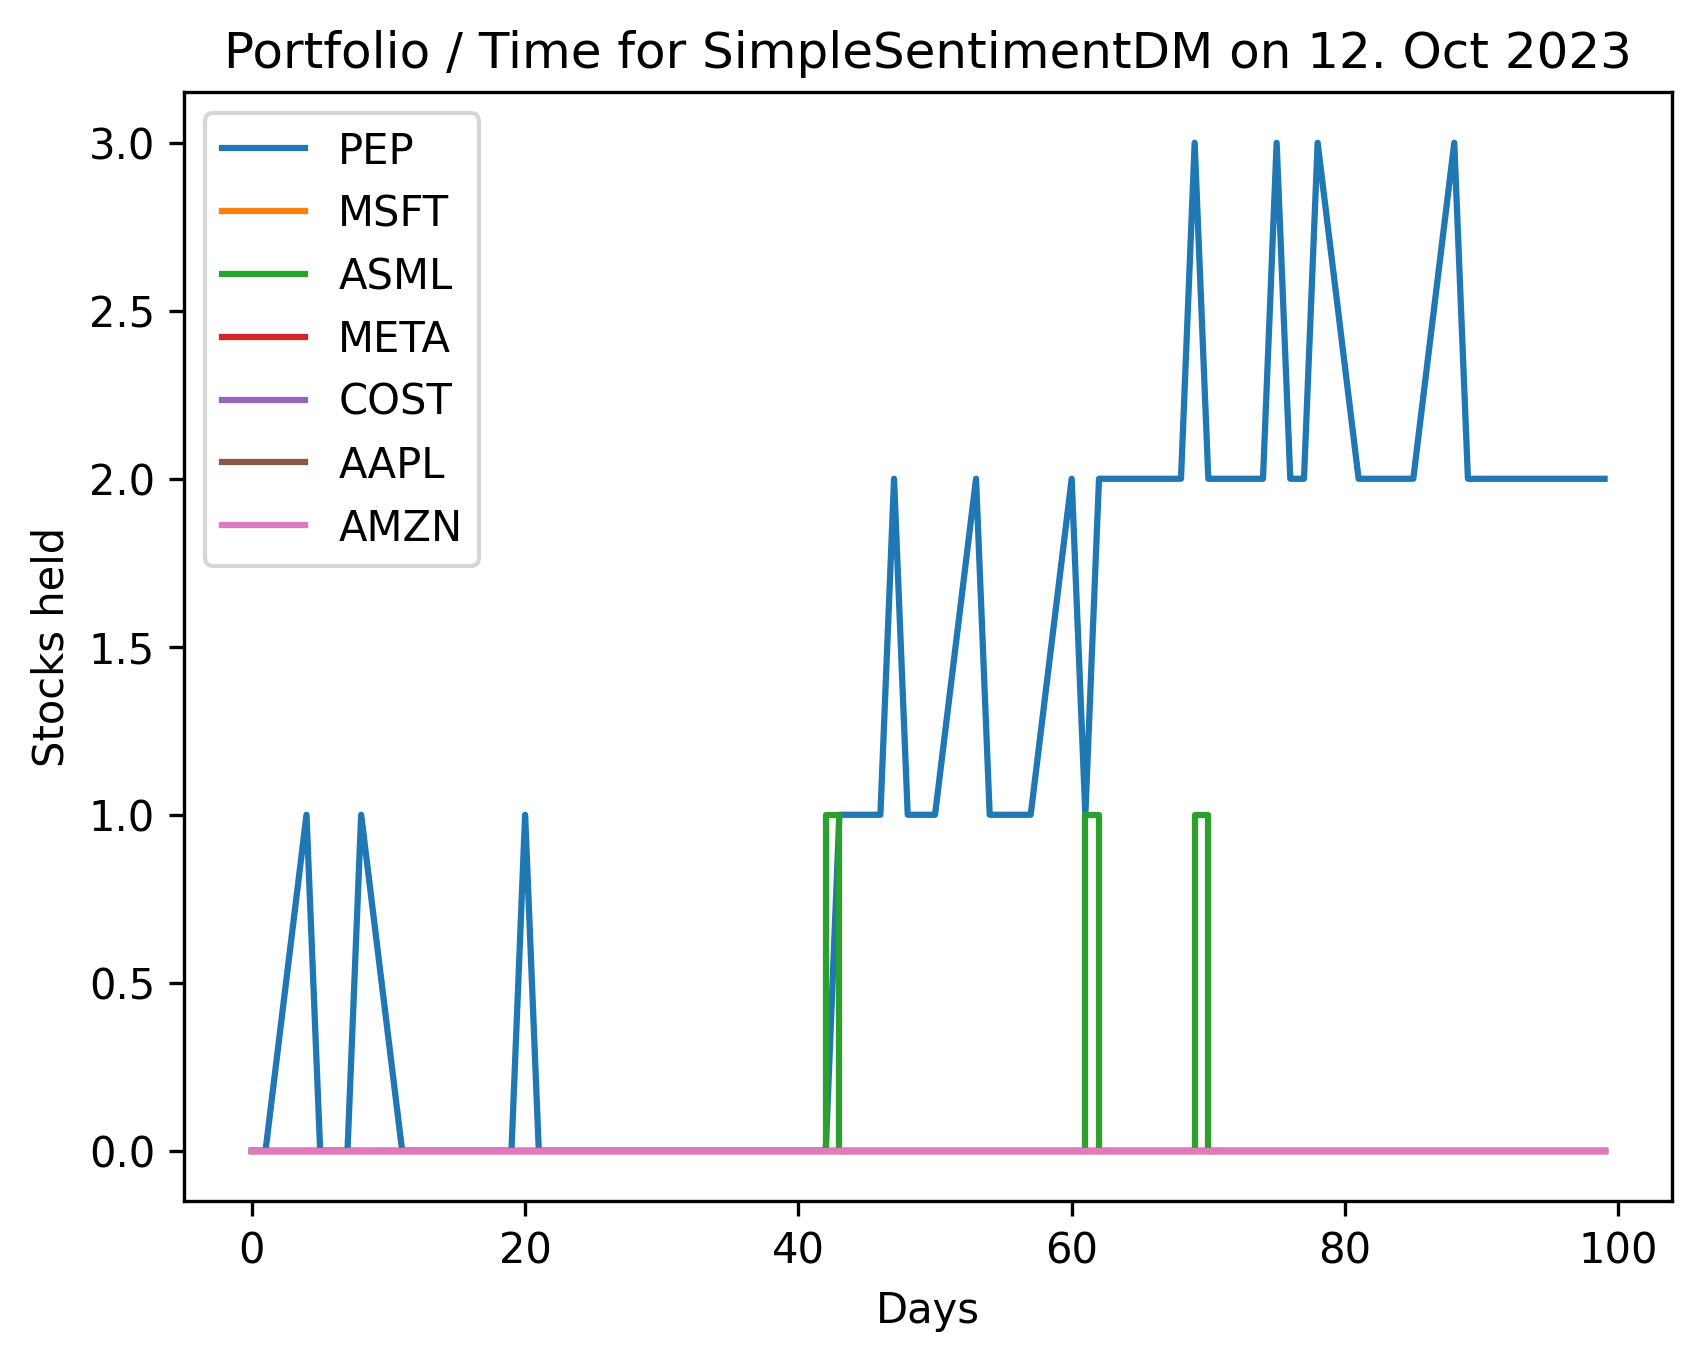 Portfolio / Time for SimpleSentimentDM on 12. Oct 2023
PEP
MSFT
ASML
META
COST
AAPL
AMZN
3.0
2.5
2.0
1.5
1.0
0.5
0.0
Stocks held
0 20 40 60 80 100
Days